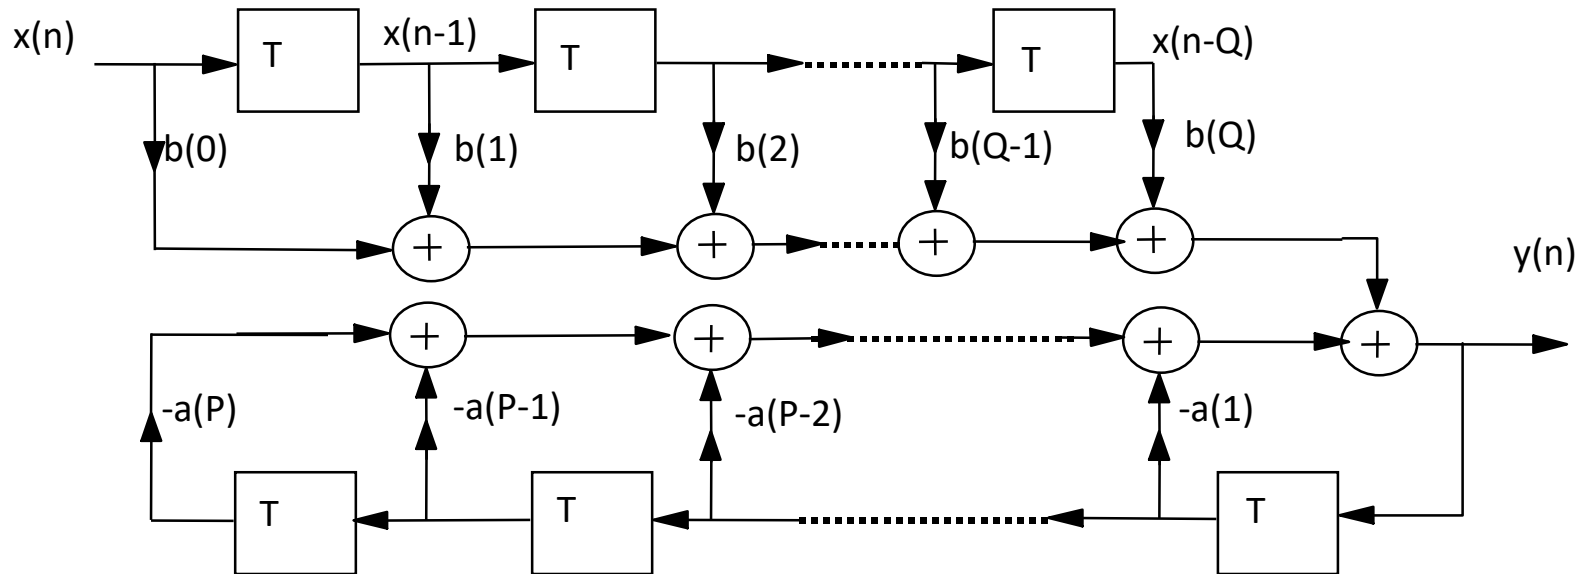 x(n)
T
x(n-1)
T
T
x(n-Q)
b(0)
b(1)
b(2)
b(Q-1)
b(Q)
+
+
+
+
y(n)
+
+
+
+
-a(P)
-a(P-1)
-a(P-2)
-a(1)
T
T
T